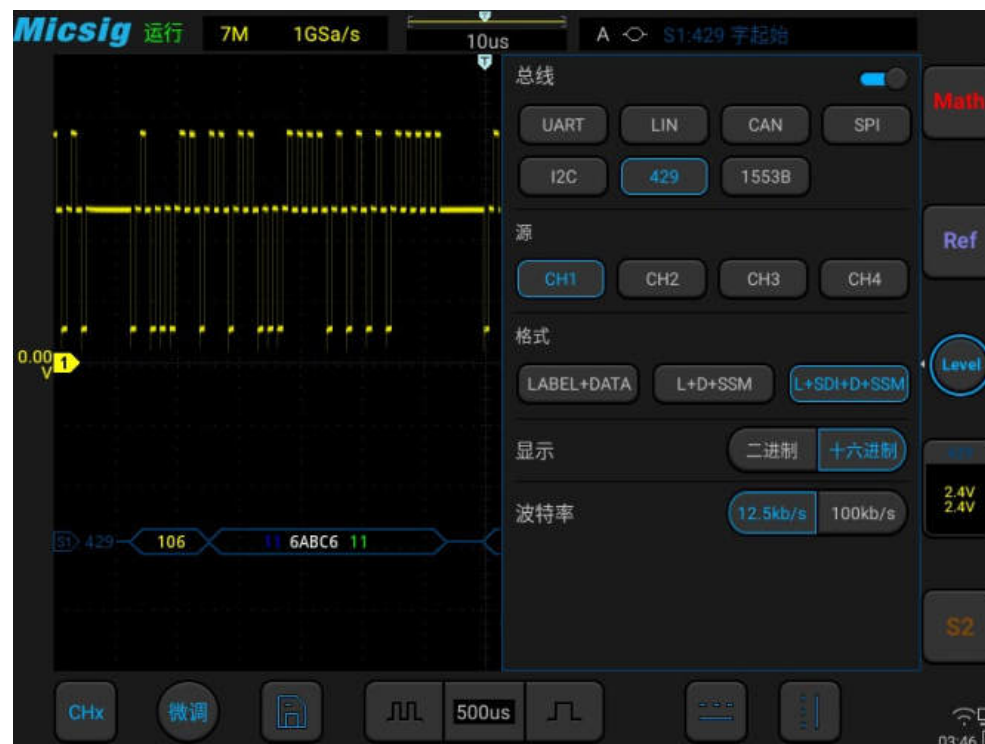 Micsig 运行 7M 1GSa/s 10us A S1:429 字起始
T
总线
Math
UART LIN CAN SPI
I2C 429 1553B
源
Ref
CH1 CH2 CH3 CH4
格式
0.00 V 1
Level
LABEL+DATA L+D+SSM L+SDI+D+SSM
显示 二进制 十六进制
2.4V
2.4V
波特率 12.5kb/s 100kb/s
S1 429 106 11 6ABC6 11
S2
CHx 微调 500us
03:46